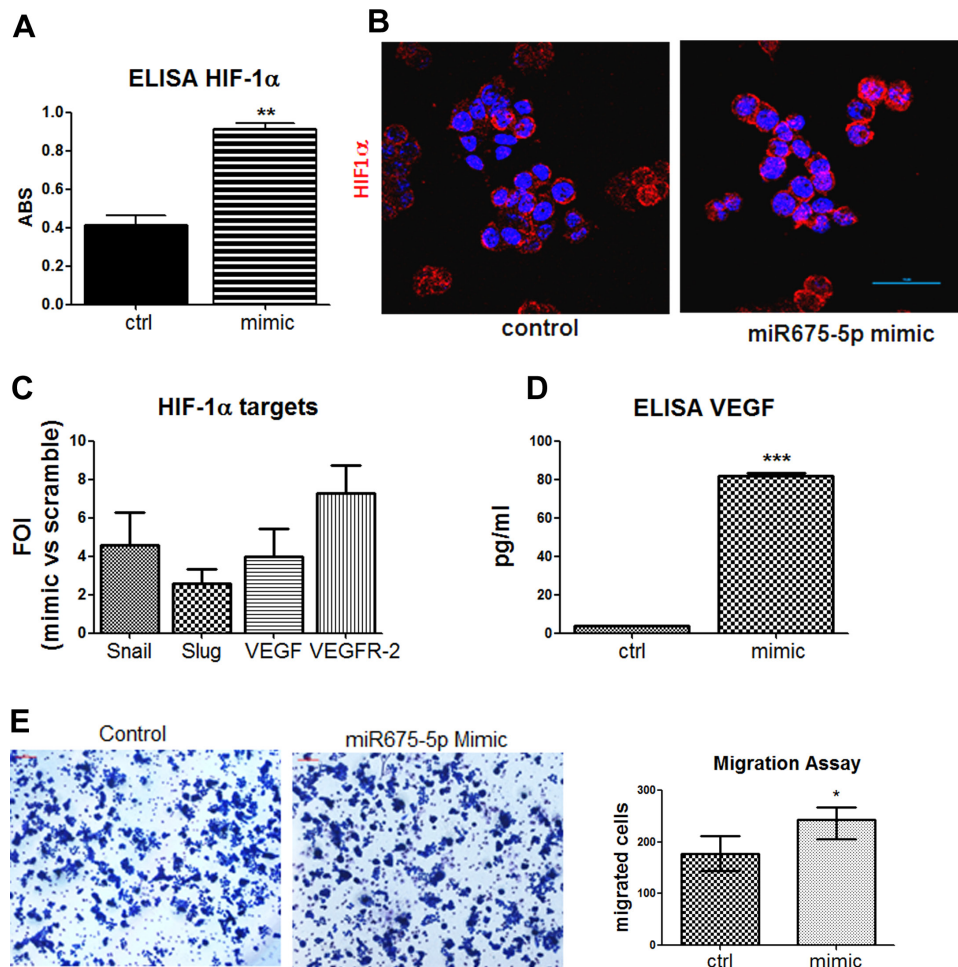 A
ELISA HIF-1α
**
1.0
0.8
0.6
0.4
0.2
0.0
ABS
ctrl
mimic
B
HIF1α
control
miR675-5p mimic
C
HIF-1α targets
10
8
6
4
2
0
FOI
(mimic vs scramble)
Snail
Slug
VEGF
VEGFR-2
D
ELISA VEGF
***
100
80
60
40
20
0
pg/ml
ctrl
mimic
E
Control
miR675-5p Mimic
Migration Assay
*
300
200
100
0
migrated cells
ctrl
mimic